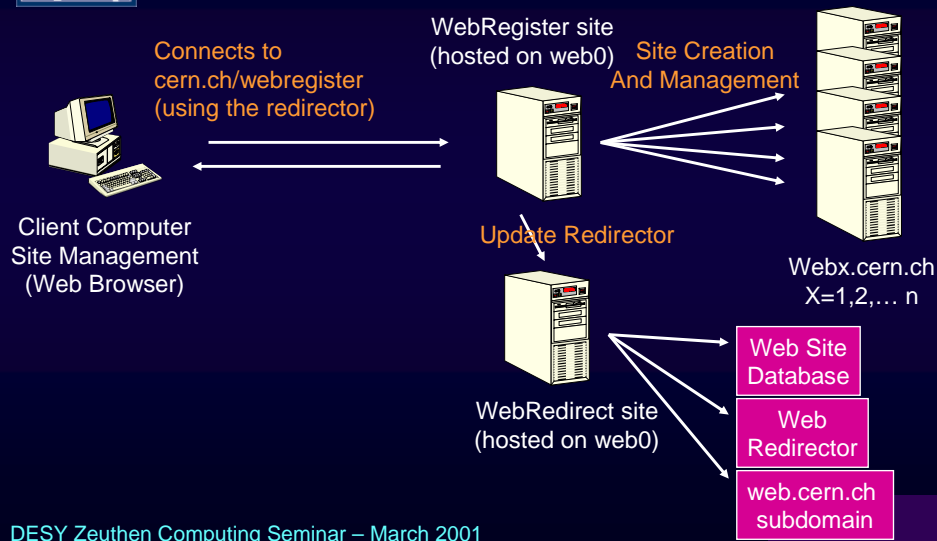 Connects to
cern.ch/webregister
(using the redirector)
WebRegister site
(hosted on web0)
Site Creation
And Management
Client Computer
Site Management
(Web Browser)
Update Redirector
Webx.cern.ch
X=1,2,… n
WebRedirect site
(hosted on web0)
Web Site
Database
Web
Redirector
web.cern.ch
subdomain
DESY Zeuthen Computing Seminar – March 2001